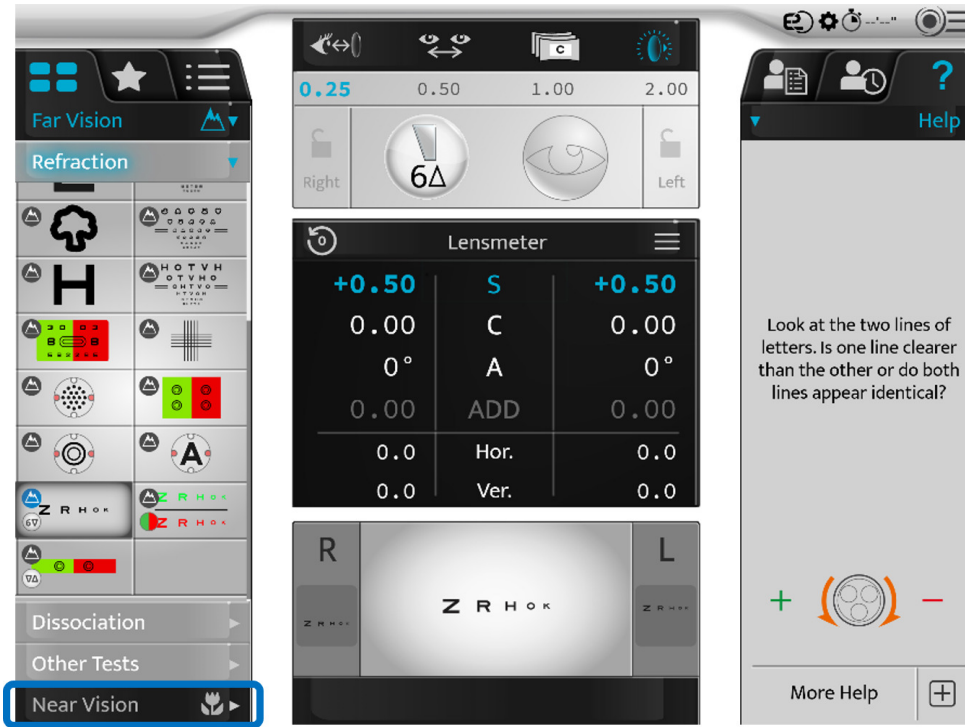 0.25 0.50 1.00 2.00
Right 6Δ Left
Far Vision
Refraction
H
H O T V H
O T V H O
B B
A
Z R H O K
6∇
Z R H O K
Z R H O K
∇Δ
Dissociation
Other Tests
Near Vision
C
0 Lensmeter
+0.50 S +0.50
0.00 C 0.00
0° A 0°
0.00 ADD 0.00
0.0 Hor. 0.0
0.0 Ver. 0.0
R L
Z R H O K
Z R H O K
Z R H O K
--'--"
?
Help
Look at the two lines of
letters. Is one line clearer
than the other or do both
lines appear identical?
+ −
More Help